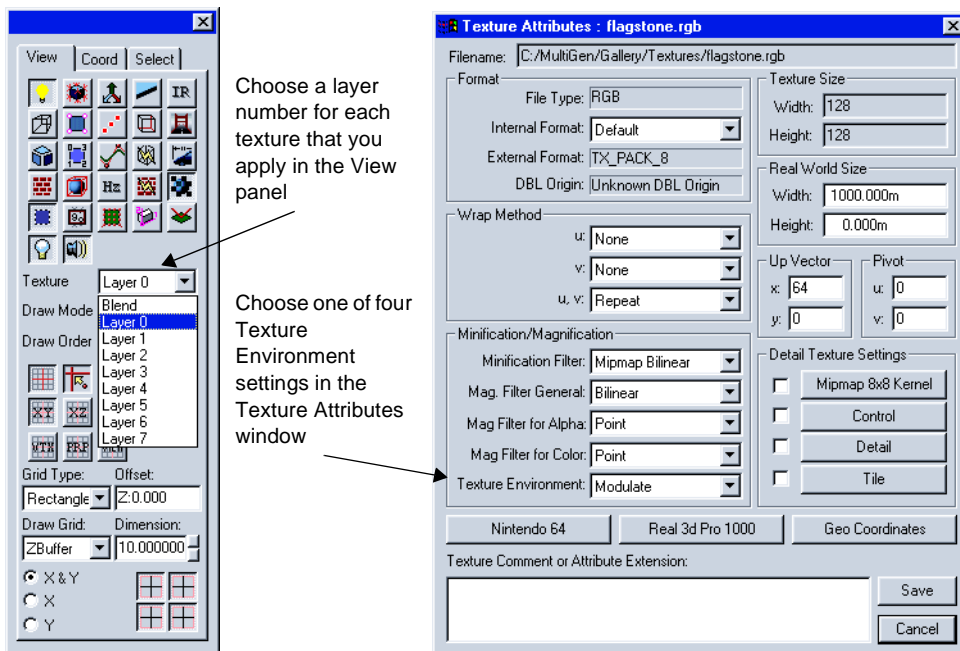 View Coord Select
IR
Hz
Texture Layer 0
Draw Mode
Draw Order
Blend
Layer 0
Layer 1
Layer 2
Layer 3
Layer 4
Layer 5
Layer 6
Layer 7
XY XZ
VTX PRP
Grid Type: Offset:
Rectangle Z:0.000
Draw Grid: Dimension:
ZBuffer 10.000000
X & Y
X
Y
Choose a layer
number for each
texture that you
apply in the View
panel
Choose one of four
Texture
Environment
settings in the
Texture Attributes
window
Texture Attributes : flagstone.rgb
Filename: C:/MultiGen/Gallery/Textures/flagstone.rgb
Format
File Type: RGB
Internal Format: Default
External Format: TX_PACK_8
DBL Origin: Unknown DBL Origin
Texture Size
Width: 128
Height: 128
Real World Size
Width: 1000.000m
Height: 0.000m
Wrap Method
u: None
v: None
u, v: Repeat
Up Vector
x: 64
y: 0
Pivot
u: 0
v: 0
Minification/Magnification
Minification Filter: Mipmap Bilinear
Mag. Filter General: Bilinear
Mag Filter for Alpha: Point
Mag Filter for Color: Point
Texture Environment: Modulate
Detail Texture Settings
Mipmap 8x8 Kernel
Control
Detail
Tile
Nintendo 64 Real 3d Pro 1000 Geo Coordinates
Texture Comment or Attribute Extension:
Save
Cancel